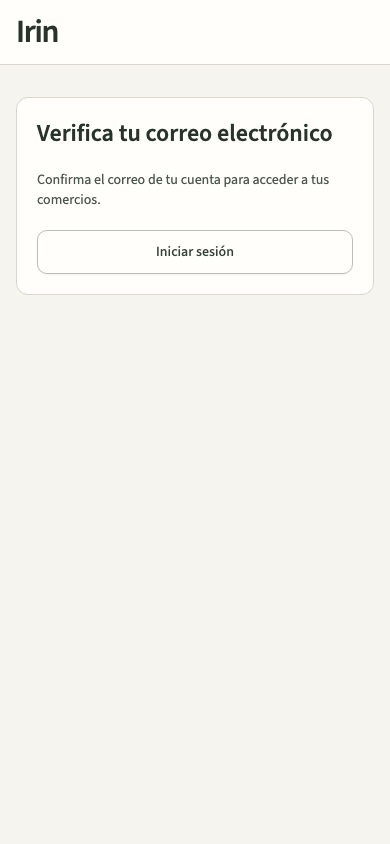 Irin
Verifica tu correo electrónico
Confirma el correo de tu cuenta para acceder a tus
comercios.
Iniciar sesión